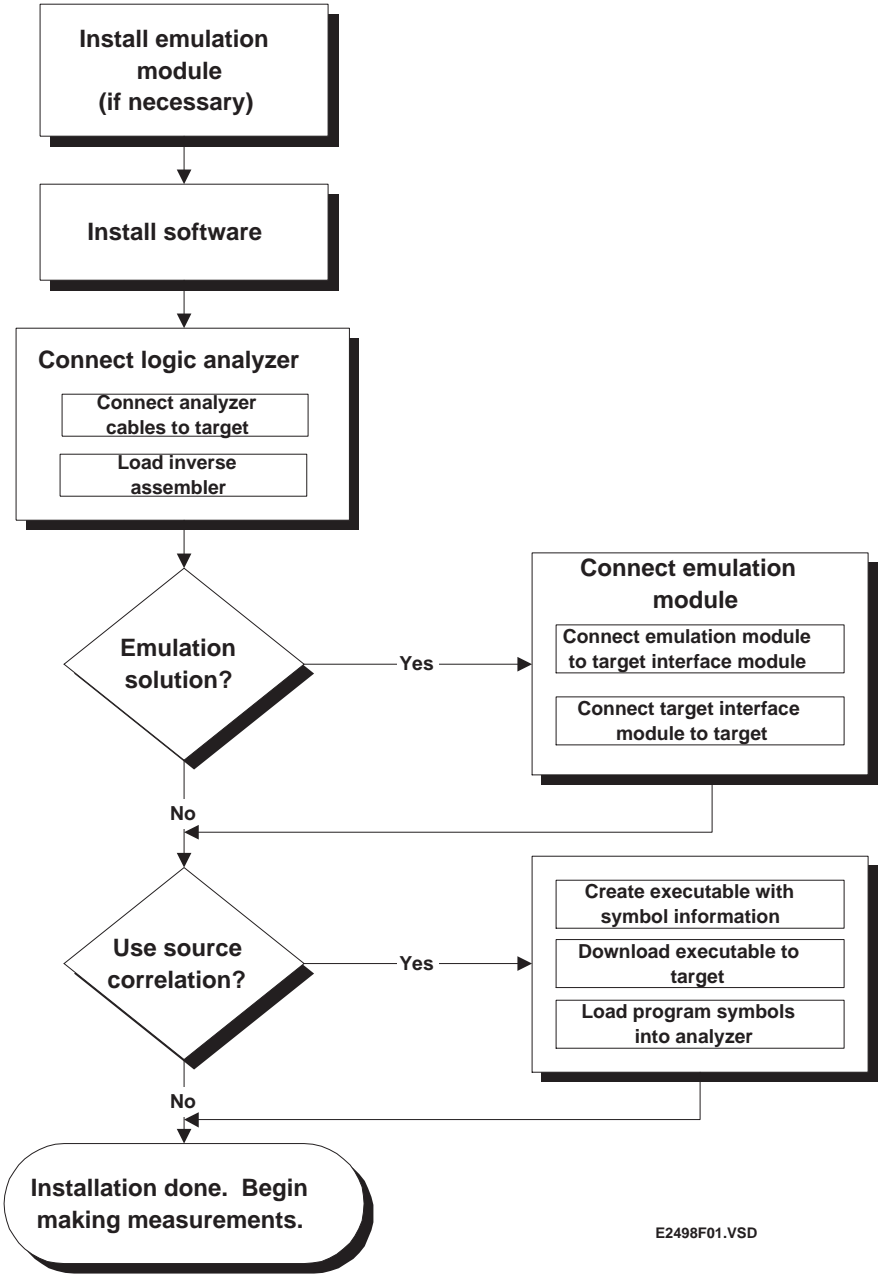 Install emulation
module
(if necessary)
Install software
Connect logic analyzer
Connect analyzer
cables to target
Load inverse
assembler
Emulation
solution?
Yes
Connect emulation
module
Connect emulation module
to target interface module
Connect target interface
module to target
No
Use source
correlation?
Yes
Create executable with
symbol information
Download executable to
target
Load program symbols
into analyzer
No
Installation done.  Begin
making measurements.
E2498F01.VSD